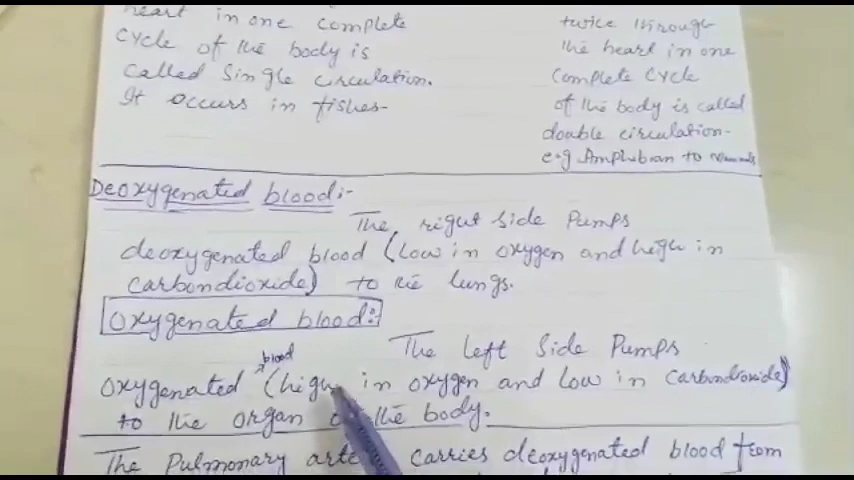 heart in one complete
cycle of the body is
called Single circulation.
It occurs in fishes-
twice through
the heart in one
Complete Cycle
of the body is called
double circulation-
e.g Amphibian to
Deoxygenated blood:-
The right side Pumps
deoxygenated blood (low in oxygen and high in
carbondioxide) to the lungs.
Oxygenated blood:
The left Side Pumps
blood
oxygenated (high in oxygen and low in carbondioxide)
to the organ the body.
The Pulmonary carries deoxygenated blood from